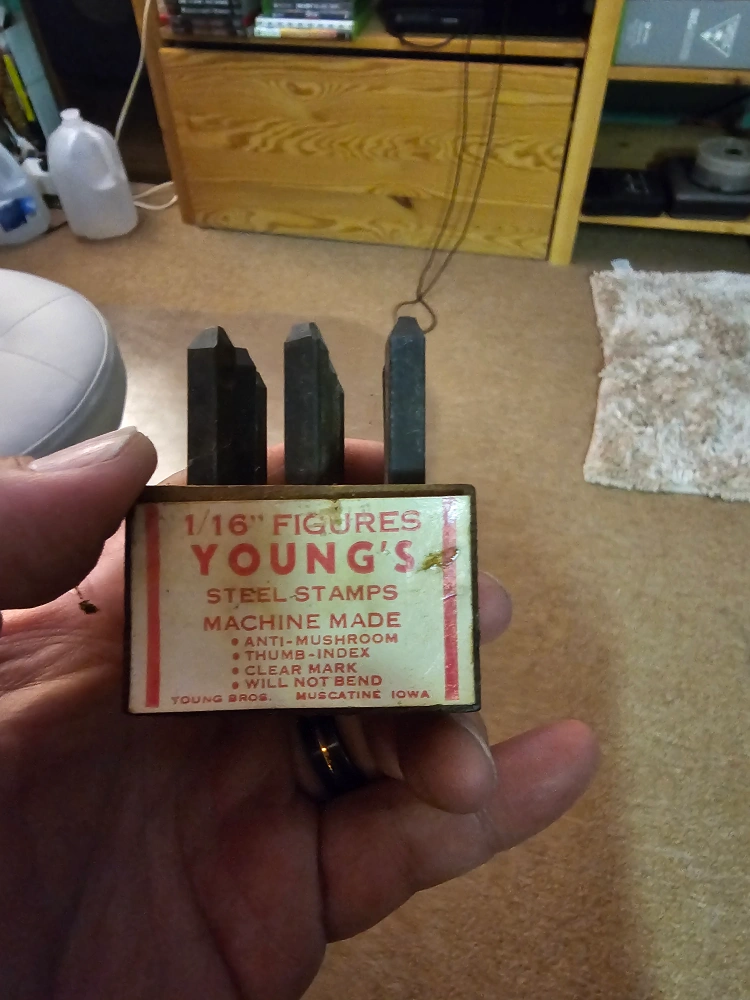 1/16" FIGURES
YOUNG'S
STEEL STAMPS
MACHINE MADE
• ANTI-MUSHROOM
• THUMB-INDEX
• CLEAR MARK
• WILL NOT BEND
YOUNG BROS. MUSCATINE IOWA